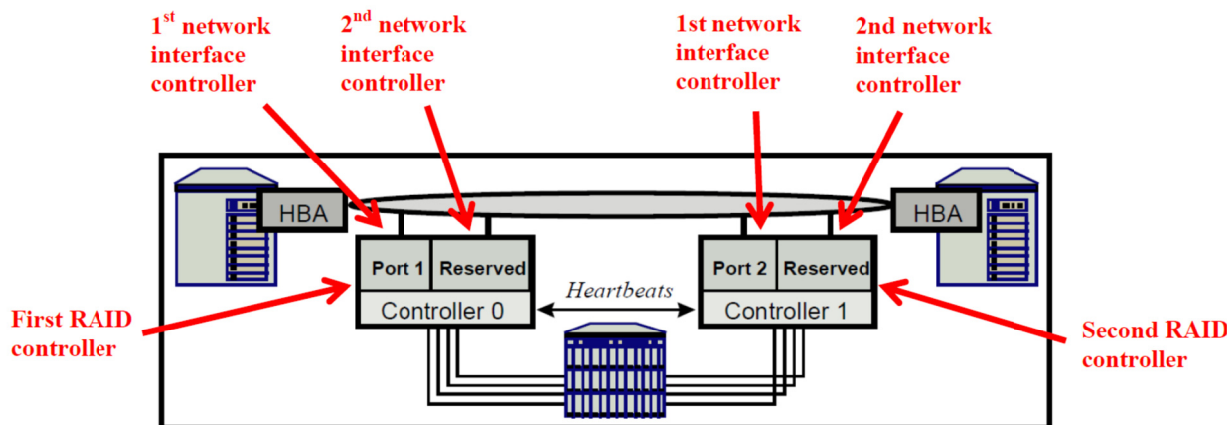 1st network
interface
controller
2nd network
interface
controller
1st network
interface
controller
2nd network
interface
controller
HBA
HBA
Port 1
Reserved
Port 2
Reserved
Controller 0
Heartbeats
Controller 1
First RAID
controller
Second RAID
controller